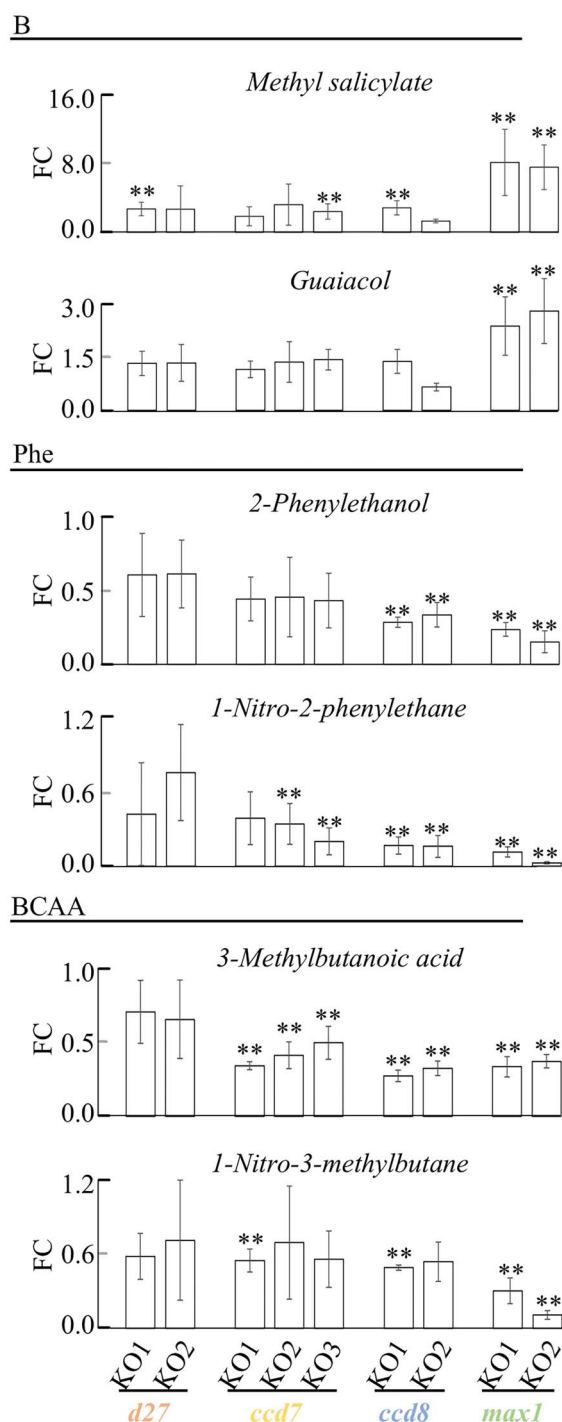 B
Methyl salicylate
16.0
8.0
0.0
FC
** ** ** ** **
Guaiacol
3.0
1.5
0.0
FC
** **
Phe
2-Phenylethanol
1.0
0.5
0.0
FC
** ** ** **
1-Nitro-2-phenylethane
1.2
0.6
0.0
FC
** ** ** ** ** **
BCAA
3-Methylbutanoic acid
1.0
0.5
0.0
FC
** ** ** ** ** ** **
1-Nitro-3-methylbutane
1.2
0.6
0.0
FC
** ** ** **
KO1 KO2 KO1 KO2 KO3 KO1 KO2 KO1 KO2
d27 ccd7 ccd8 max1